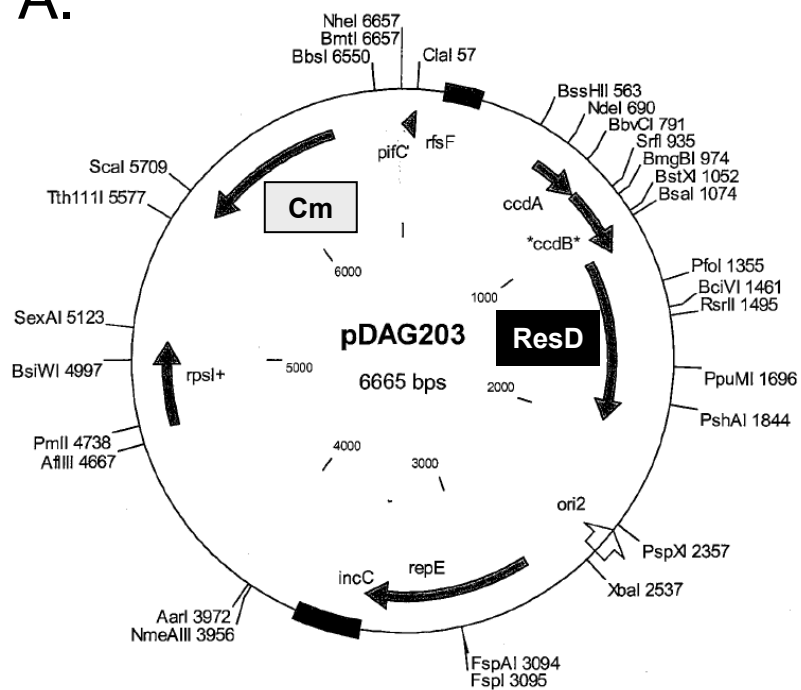 A.
NheI 6657
BmtI 6657
BbsI 6550
ClaI 57
BssHII 563
NdeI 690
BbvCI 791
SrfI 935
BmgBI 974
BstXI 1052
BsaI 1074
pifC'
rfsF
ScaI 5709
Tth111I 5577
Cm
ccdA
*ccdB*
6000
1000
PfoI 1355
BciVI 1461
RsrII 1495
SexAI 5123
BsiWI 4997
rpsl+
5000
pDAG203
6665 bps
ResD
2000
PpuMI 1696
PshAI 1844
PmlI 4738
AflIII 4667
4000
3000
ori2
PspXI 2357
XbaI 2537
incC
repE
AarI 3972
NmeAIII 3956
FspAI 3094
FspI 3095